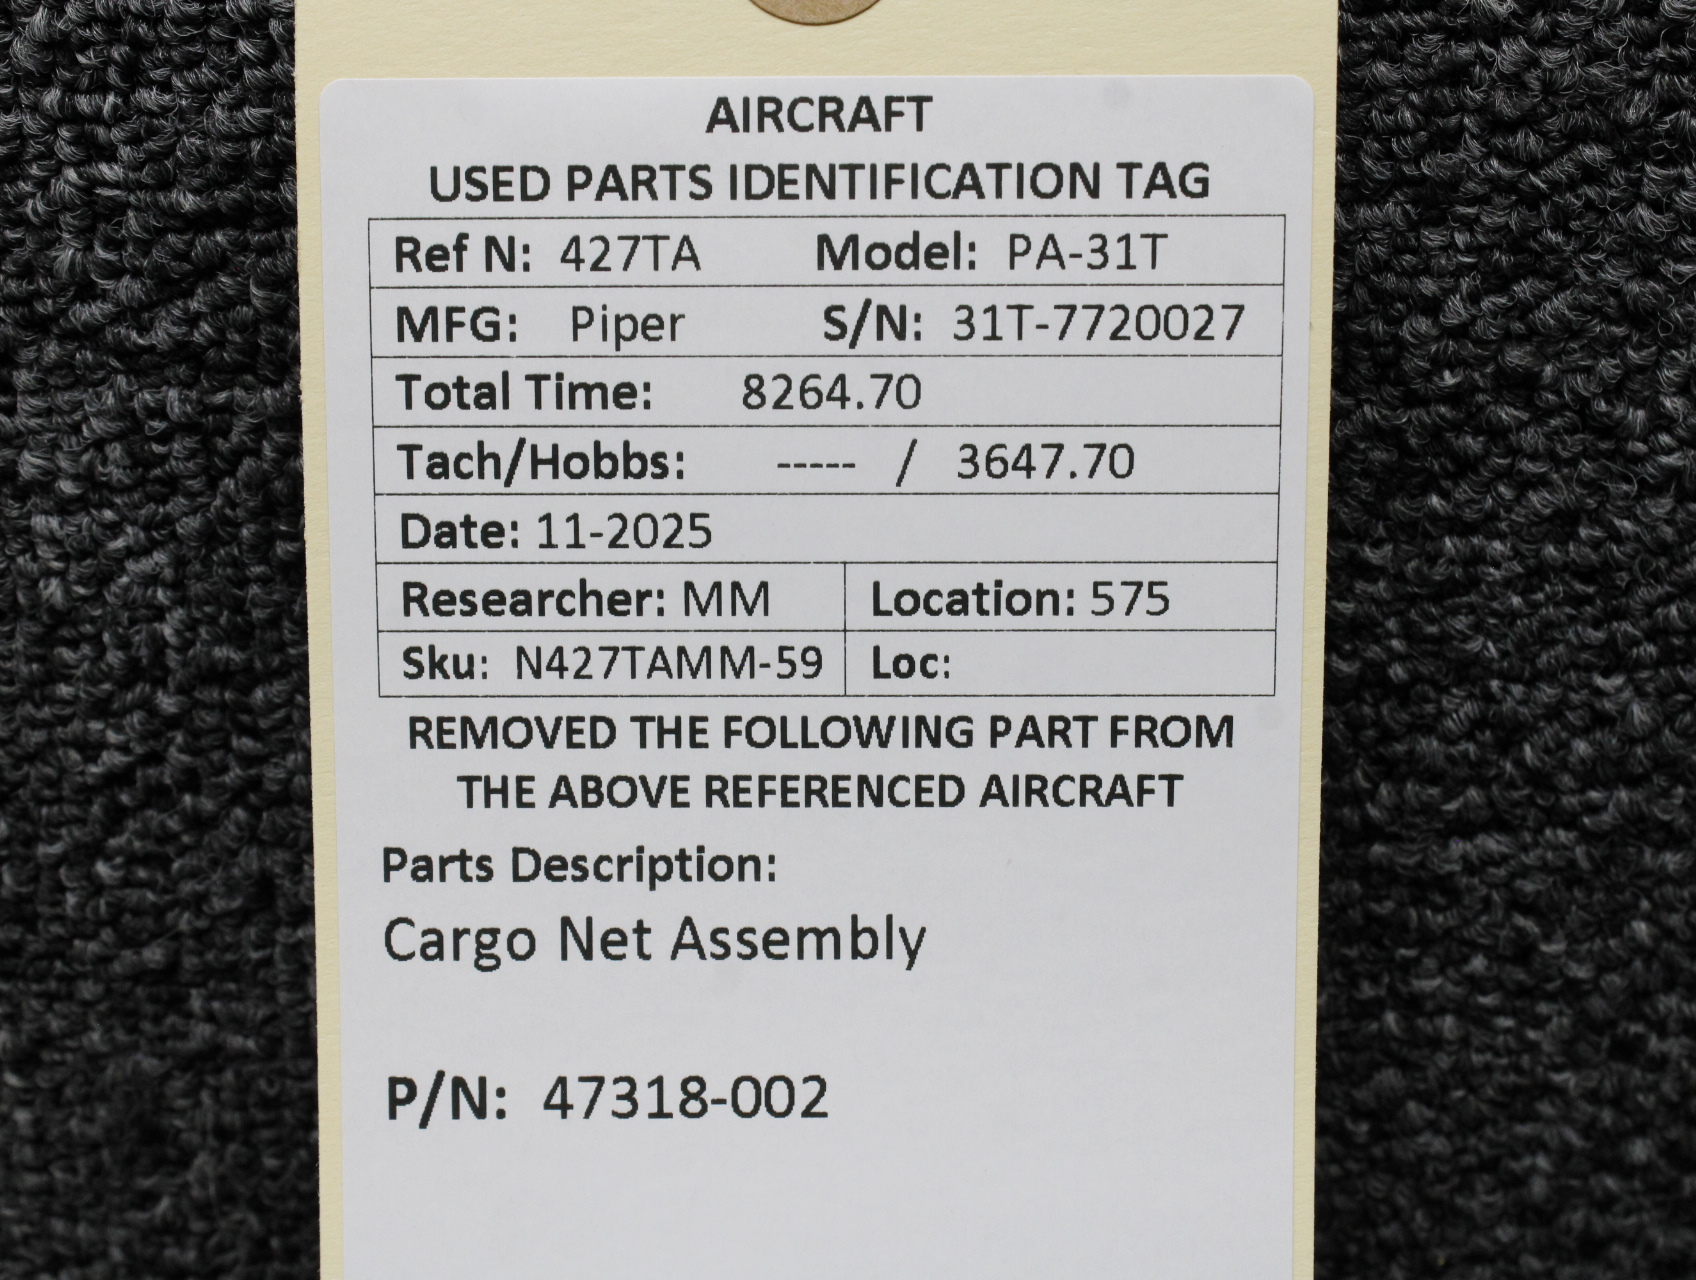 AIRCRAFT
USED PARTS IDENTIFICATION TAG
Ref N: 427TA Model: PA-31T
MFG: Piper S/N: 31T-7720027
Total Time: 8264.70
Tach/Hobbs: ----- / 3647.70
Date: 11-2025
Researcher: MM Location: 575
Sku: N427TAMM-59 Loc:
REMOVED THE FOLLOWING PART FROM
THE ABOVE REFERENCED AIRCRAFT
Parts Description:
Cargo Net Assembly
P/N: 47318-002